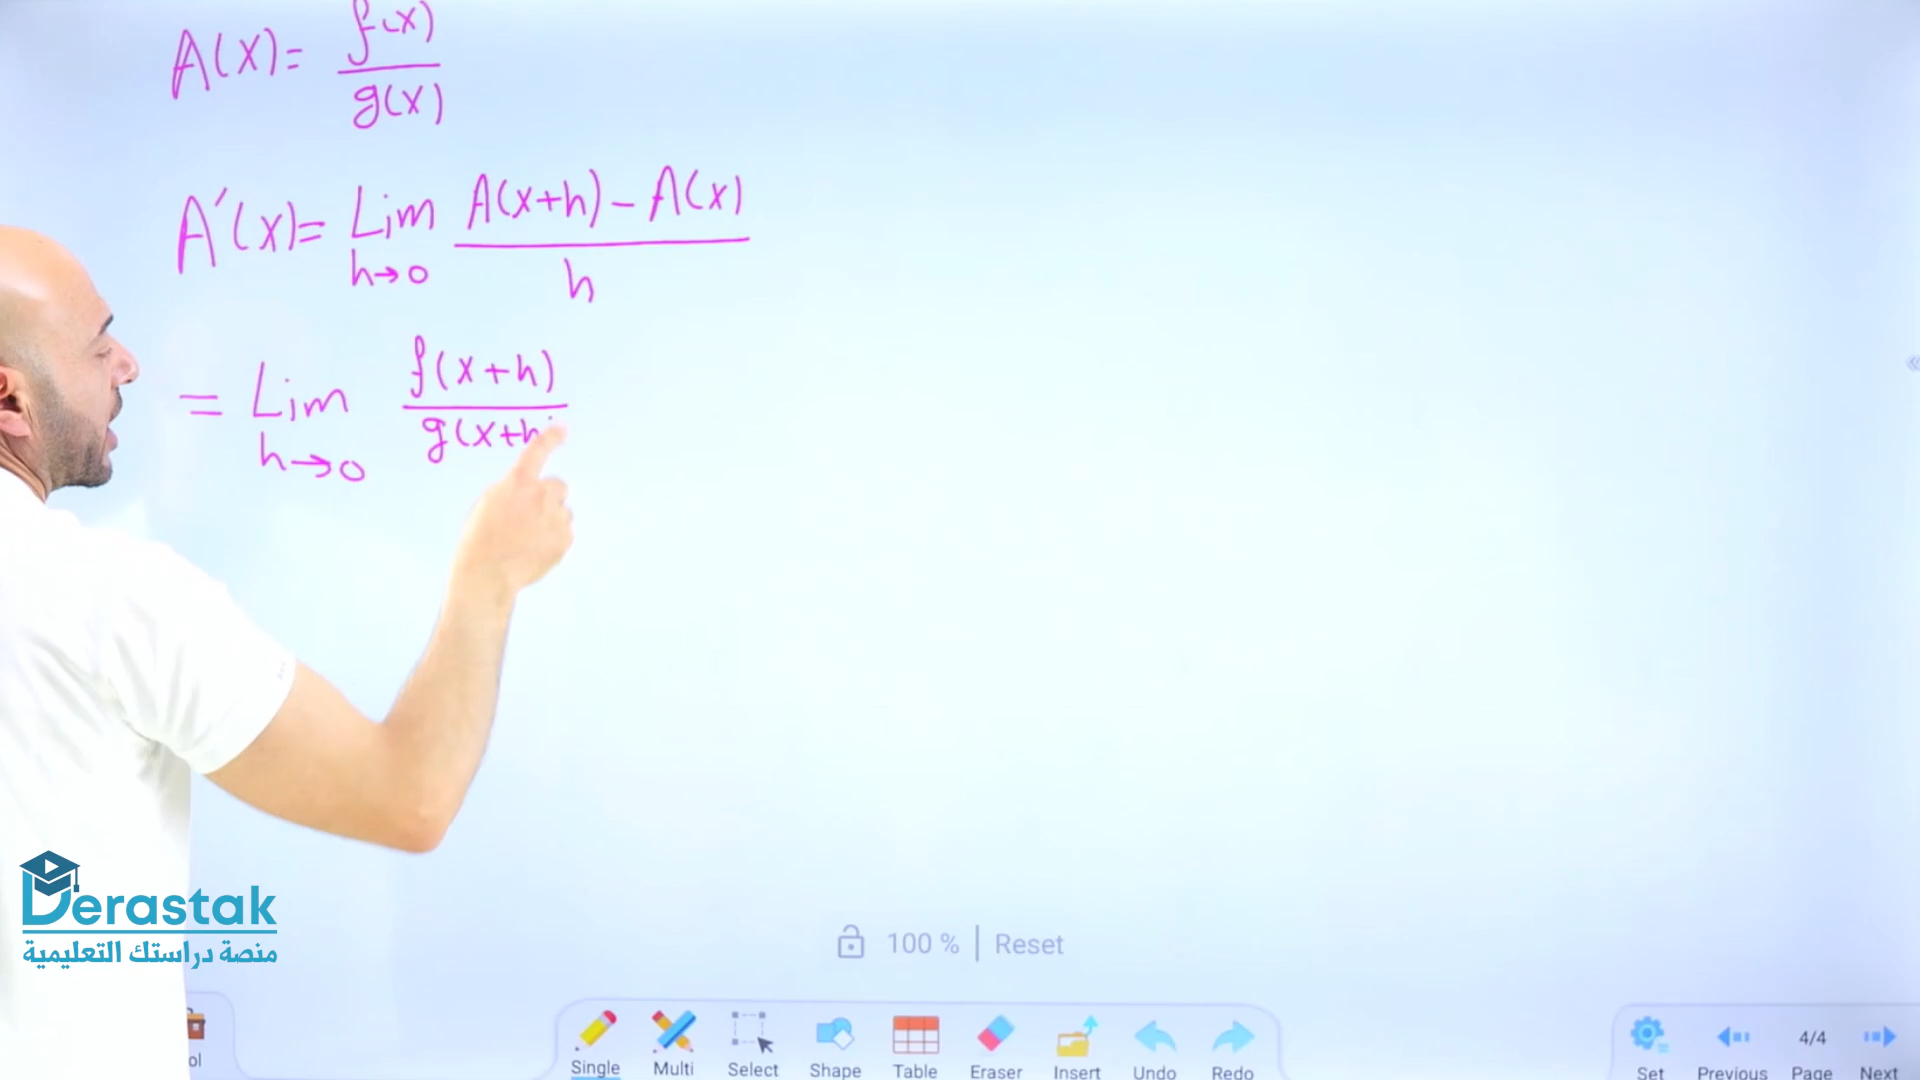 A(x) = f(x) / g(x)
A′(x) = Lim h→0 A(x+h) − A(x) / h
= Lim h→0 f(x+h) / g(x+h)
Derastak
منصة دراستك التعليمية
100 % | Reset
ol
Single Multi Select Shape Table Eraser Insert Undo Redo
4/4
Set Previous Page Next